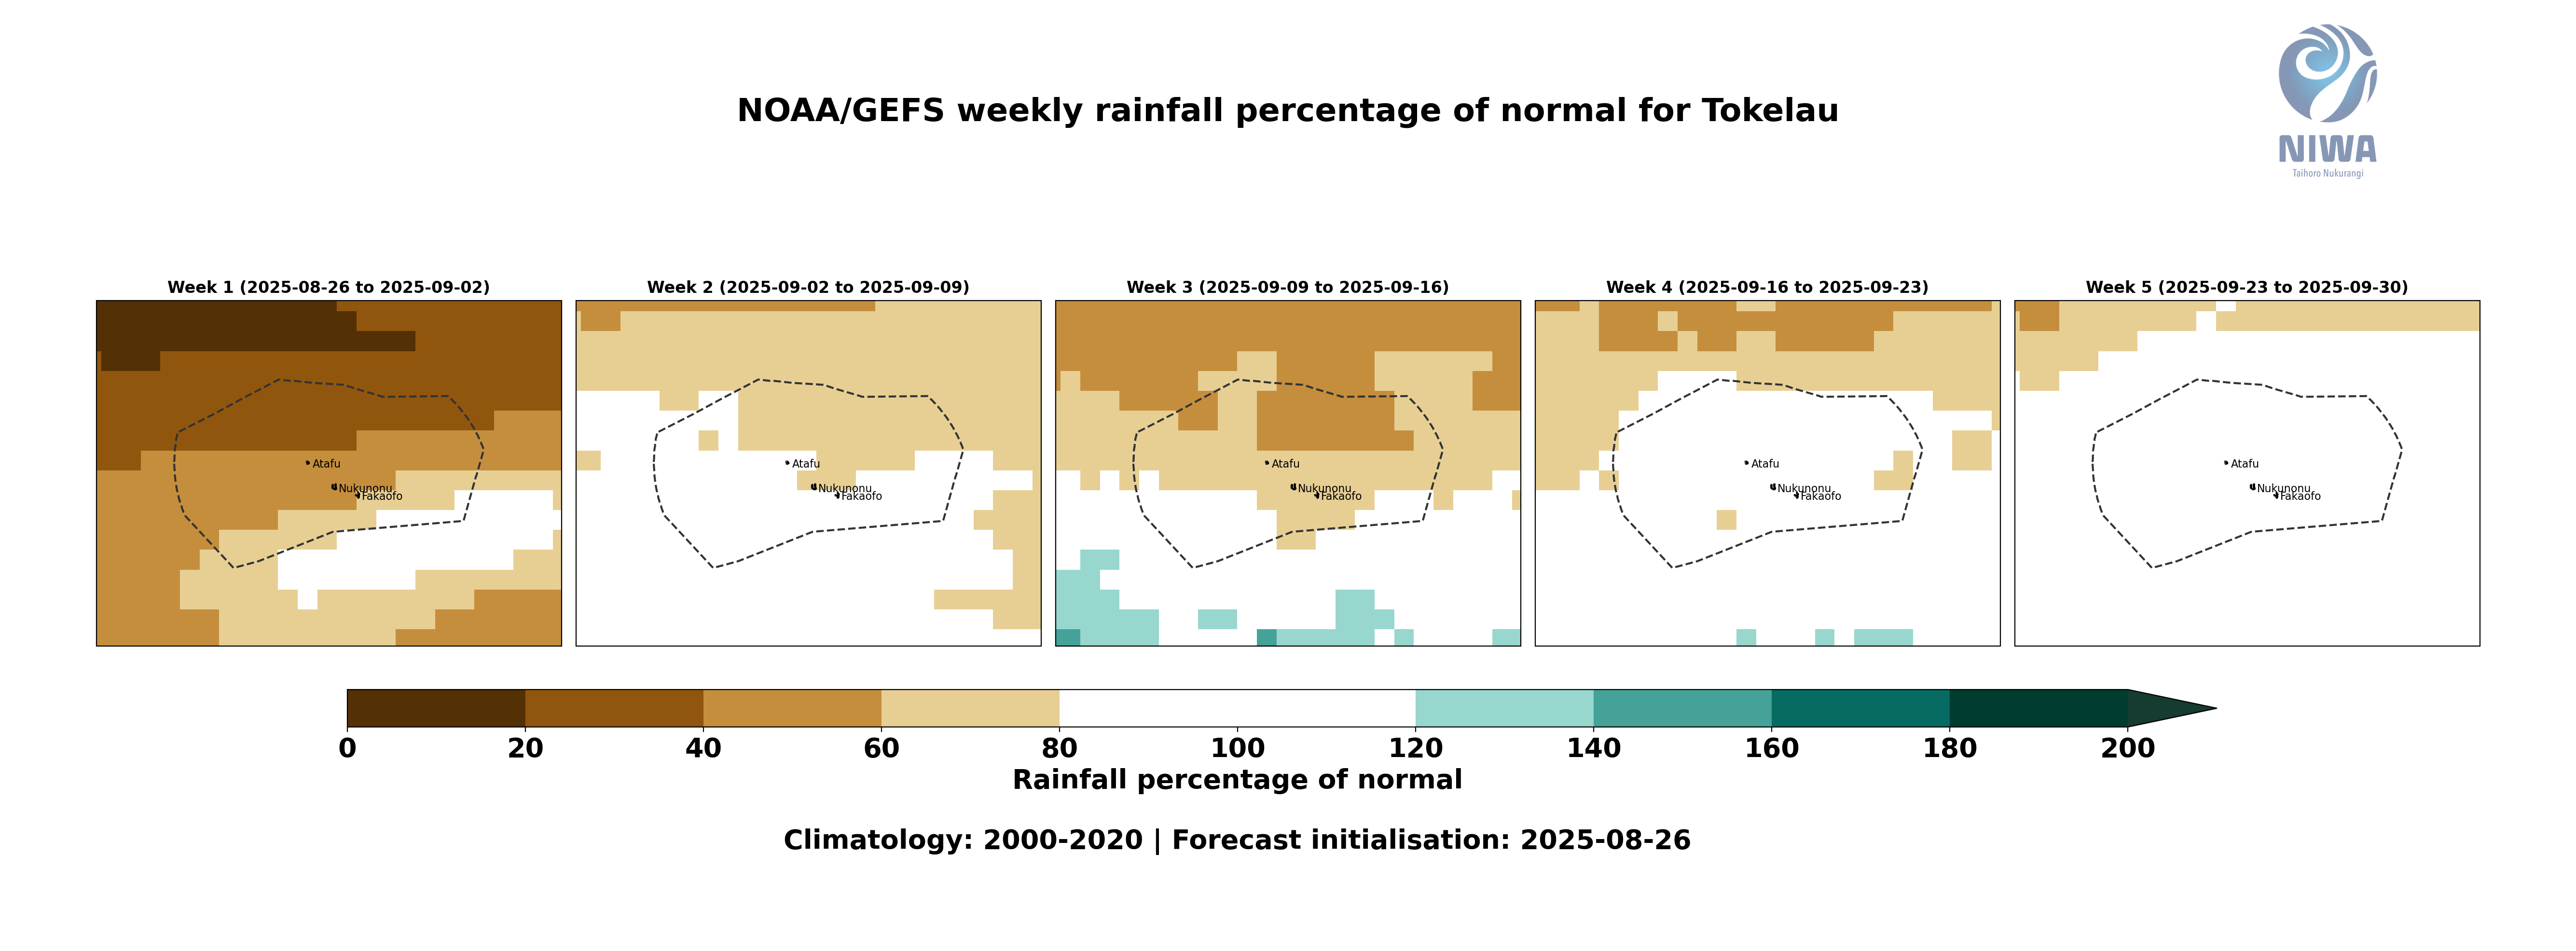 NOAA/GEFS weekly rainfall percentage of normal for Tokelau
NIWA
Taihoro Nukurangi
Week 1 (2025-08-26 to 2025-09-02)
Week 2 (2025-09-02 to 2025-09-09)
Week 3 (2025-09-09 to 2025-09-16)
Week 4 (2025-09-16 to 2025-09-23)
Week 5 (2025-09-23 to 2025-09-30)
Atafu
Nukunonu
Fakaofo
Atafu
Nukunonu
Fakaofo
Atafu
Nukunonu
Fakaofo
Atafu
Nukunonu
Fakaofo
Atafu
Nukunonu
Fakaofo
0 20 40 60 80 100 120 140 160 180 200
Rainfall percentage of normal
Climatology: 2000-2020 | Forecast initialisation: 2025-08-26